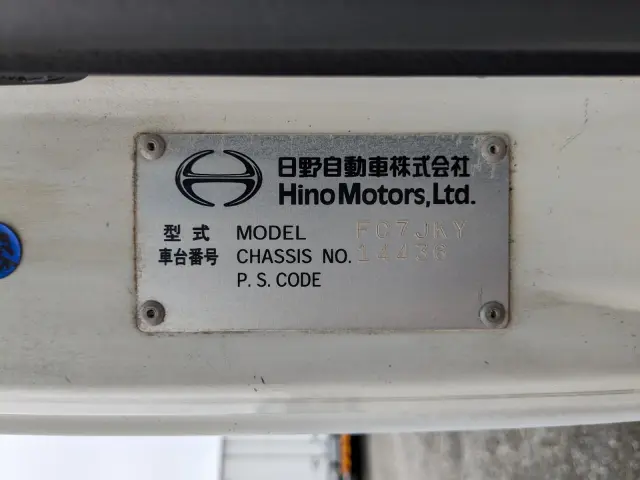 日野自動車株式会社
Hino Motors, Ltd.
型式 MODEL FC7JKY
車台番号 CHASSIS NO. 14436
P.S.CODE